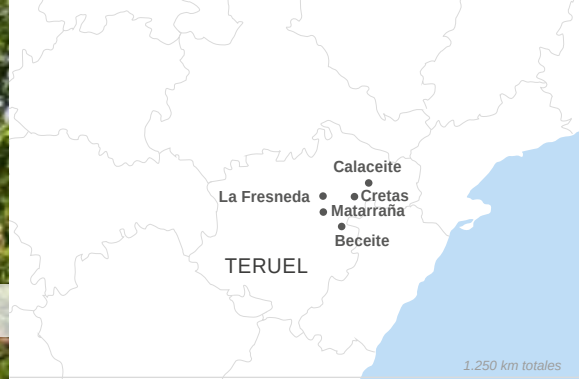 Calaceite
La Fresneda
Cretas
Matarraña
Beceite
TERUEL
1.250 km totales